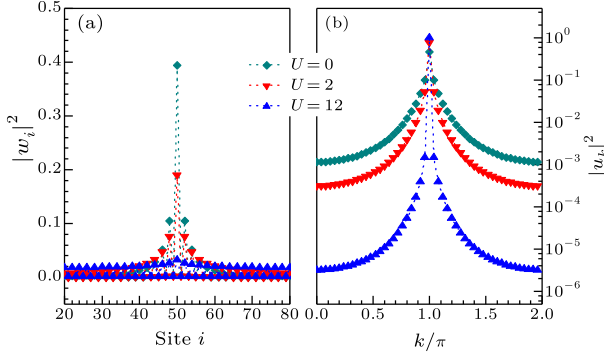 (a)
(b)
U = 0
U = 2
U = 12
|w_i|^2
0.5
0.4
0.3
0.2
0.1
0.0
20 30 40 50 60 70 80
Site i
10^0
10^-1
10^-2
10^-3
10^-4
10^-5
10^-6
0.0 0.5 1.0 1.5 2.0
k/π